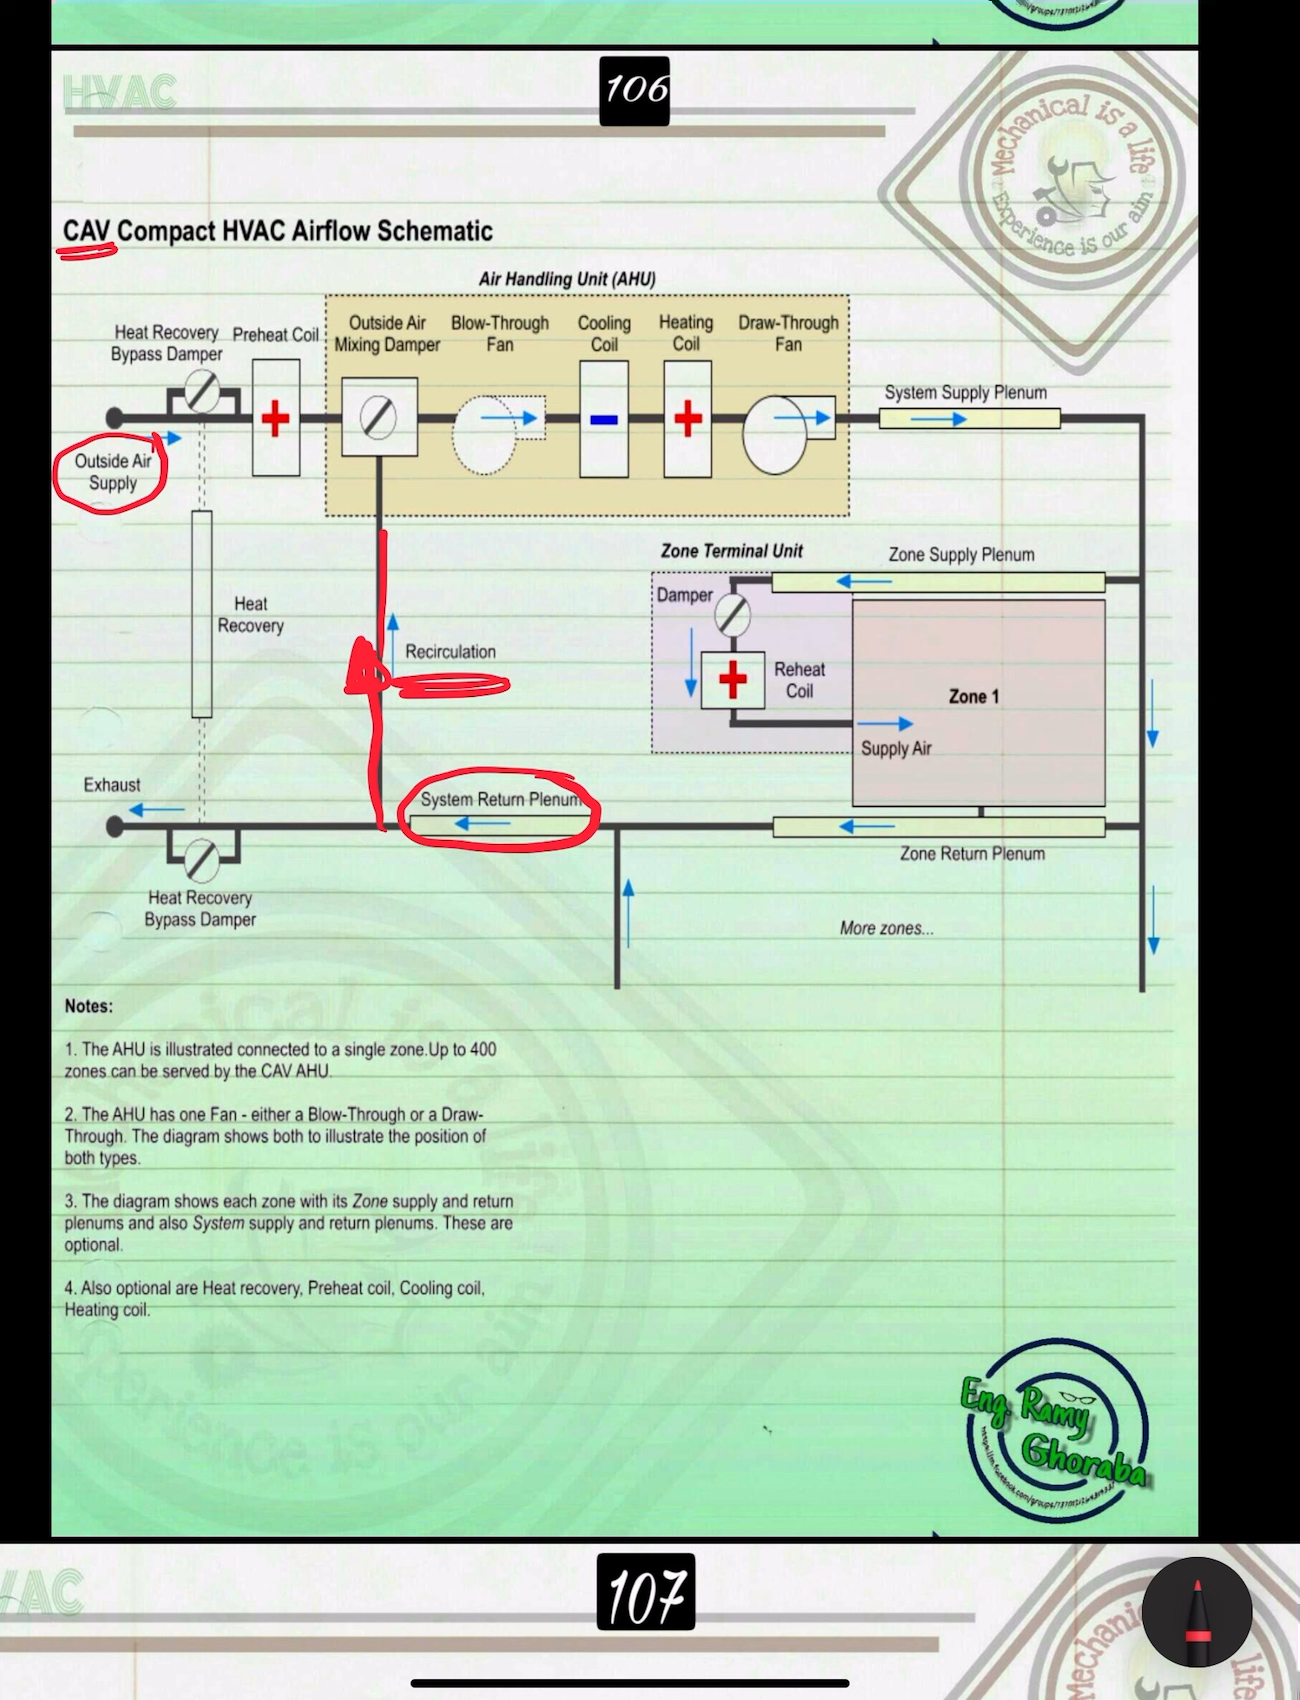 HVAC
106
Mechanical is a life
Experience is our aim
CAV Compact HVAC Airflow Schematic
Air Handling Unit (AHU)
Heat Recovery
Bypass Damper
Preheat Coil
Outside Air
Mixing Damper
Blow-Through
Fan
Cooling
Coil
Heating
Coil
Draw-Through
Fan
System Supply Plenum
Outside Air
Supply
Zone Terminal Unit
Zone Supply Plenum
Damper
Heat
Recovery
Recirculation
Reheat
Coil
Zone 1
Supply Air
Exhaust
System Return Plenum
Zone Return Plenum
Heat Recovery
Bypass Damper
More zones...
Notes:
1. The AHU is illustrated connected to a single zone.Up to 400
zones can be served by the CAV AHU.
2. The AHU has one Fan - either a Blow-Through or a Draw-
Through. The diagram shows both to illustrate the position of
both types.
3. The diagram shows each zone with its Zone supply and return
plenums and also System supply and return plenums. These are
optional.
4. Also optional are Heat recovery, Preheat coil, Cooling coil,
Heating coil.
Eng. Ramy
Ghoraba
VAC
107
Mechanic
life